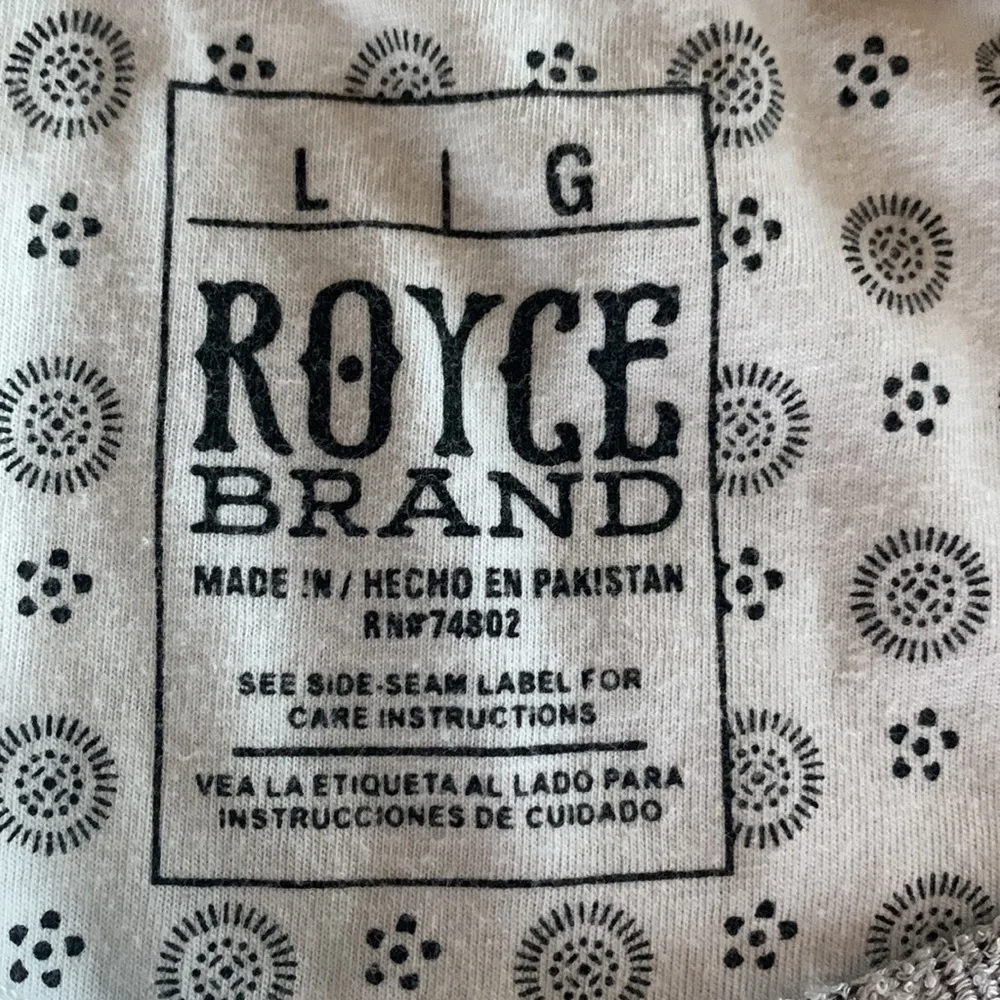 L | G
ROYCE
BRAND
MADE IN / HECHO EN PAKISTAN
RN#74802
SEE SIDE-SEAM LABEL FOR
CARE INSTRUCTIONS
VEA LA ETIQUETA AL LADO PARA
INSTRUCCIONES DE CUIDADO